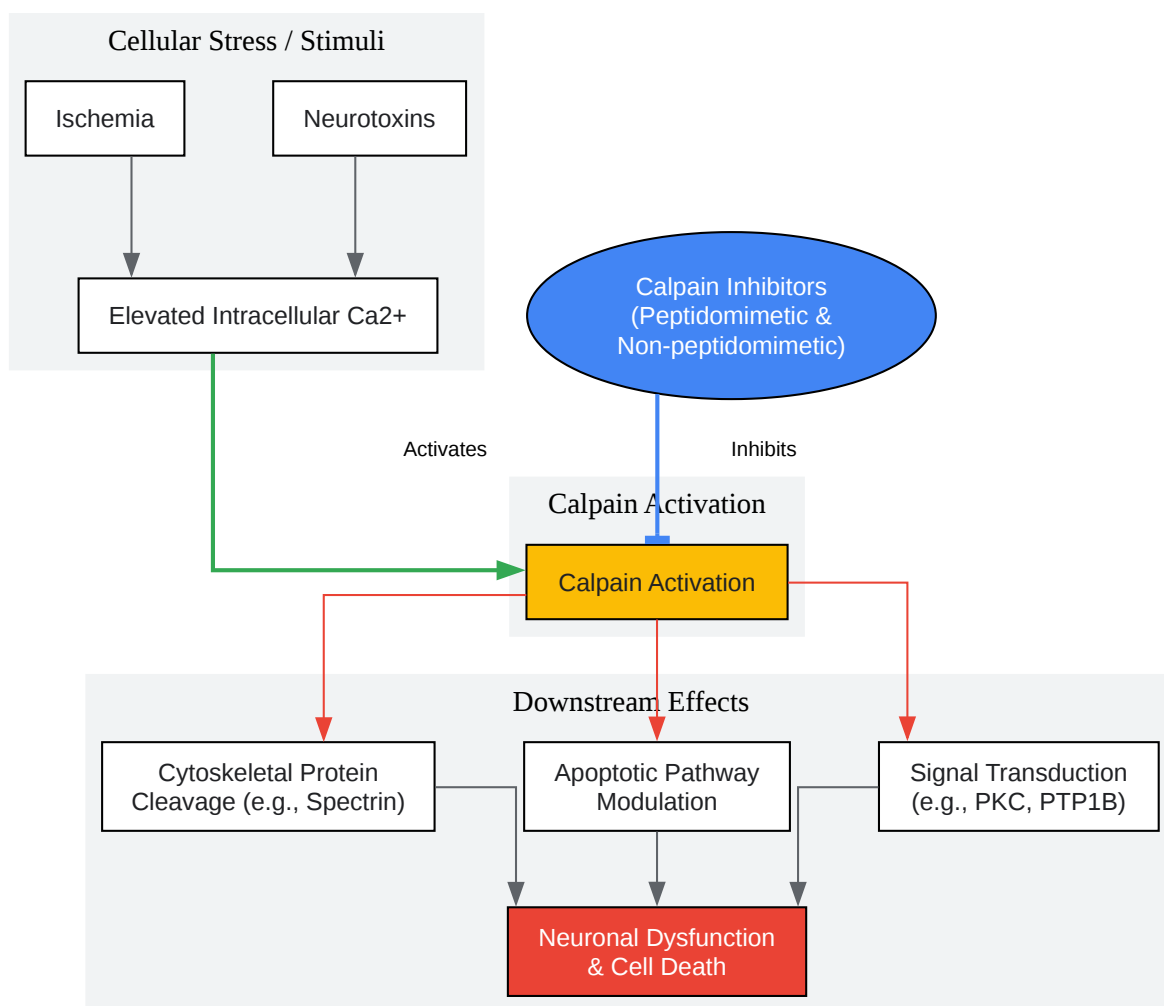 Cellular Stress / Stimuli
Ischemia
Neurotoxins
Elevated Intracellular Ca2+
Calpain Inhibitors
(Peptidomimetic &
Non-peptidomimetic)
Activates
Inhibits
Calpain Activation
Calpain Activation
Downstream Effects
Cytoskeletal Protein
Cleavage (e.g., Spectrin)
Apoptotic Pathway
Modulation
Signal Transduction
(e.g., PKC, PTP1B)
Neuronal Dysfunction
& Cell Death